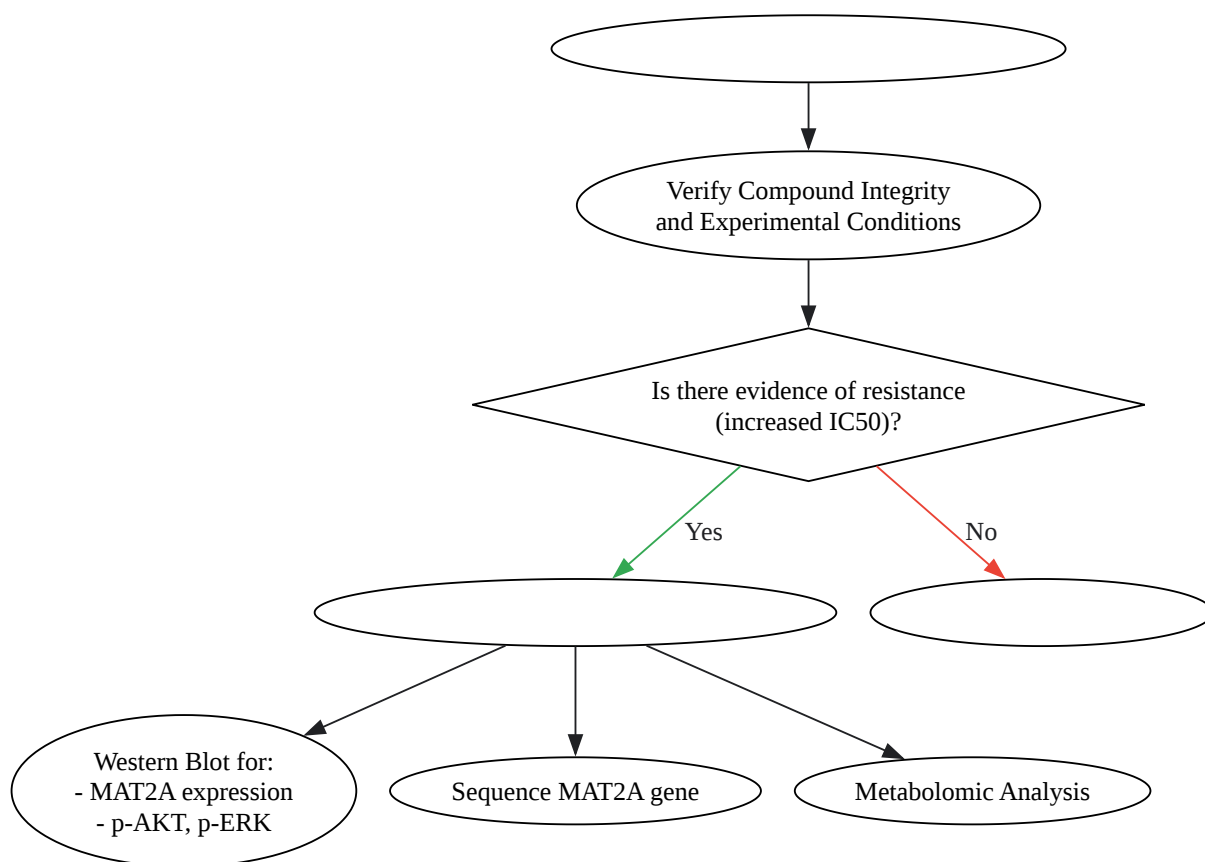 Verify Compound Integrity
and Experimental Conditions
Is there evidence of resistance
(increased IC50)?
Yes
No
Western Blot for:
- MAT2A expression
- p-AKT, p-ERK
Sequence MAT2A gene
Metabolomic Analysis